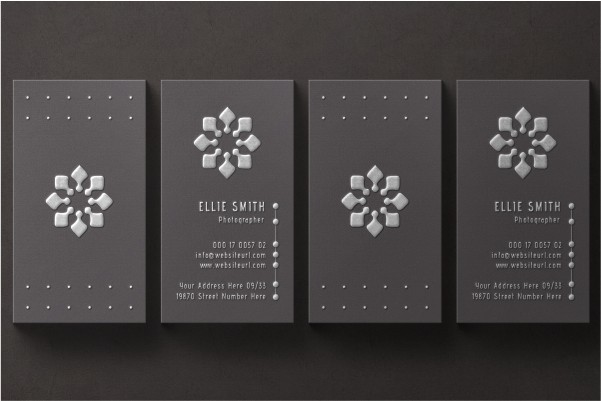 ELLIE SMITH
Photographer
000 17 0057 02
info@websiteurl.com
www.websiteurl.com
Your Address Here 09/33
19870 Street Number Here
ELLIE SMITH
Photographer
000 17 0057 02
info@websiteurl.com
www.websiteurl.com
Your Address Here 09/33
19870 Street Number Here